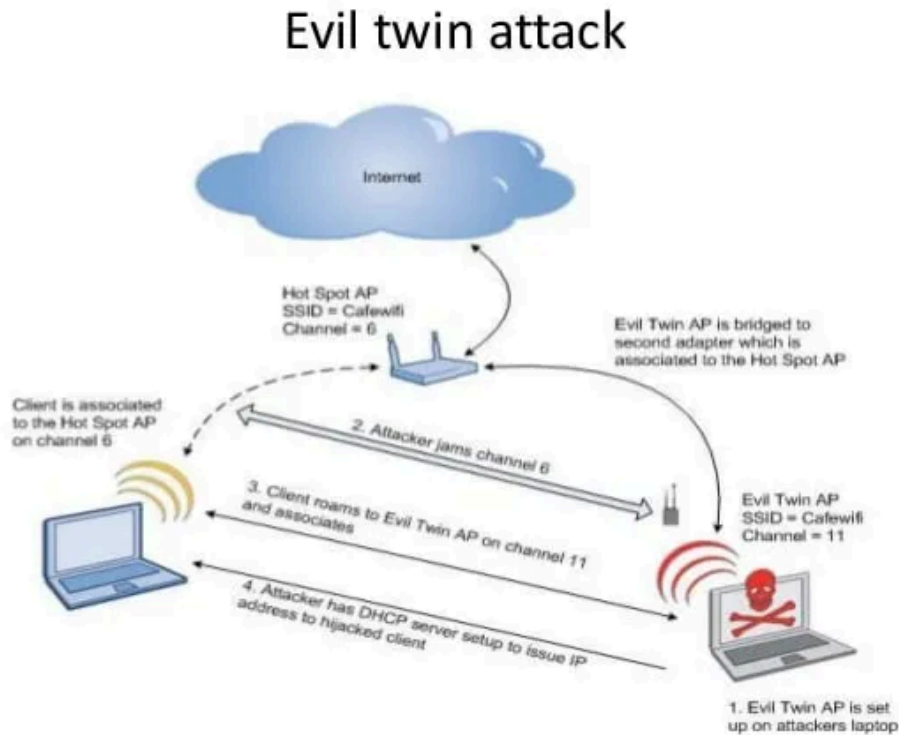 Evil twin attack
Internet
Hot Spot AP
SSID = Cafewifi
Channel = 6
Evil Twin AP is bridged to
second adapter which is
associated to the Hot Spot AP
Client is associated
to the Hot Spot AP
on channel 6
2. Attacker jams channel 6
3. Client roams to Evil Twin AP on channel 11
and associates
Evil Twin AP
SSID = Cafewifi
Channel = 11
4. Attacker has DHCP server setup to issue IP
address to hijacked client
1. Evil Twin AP is set
up on attackers laptop